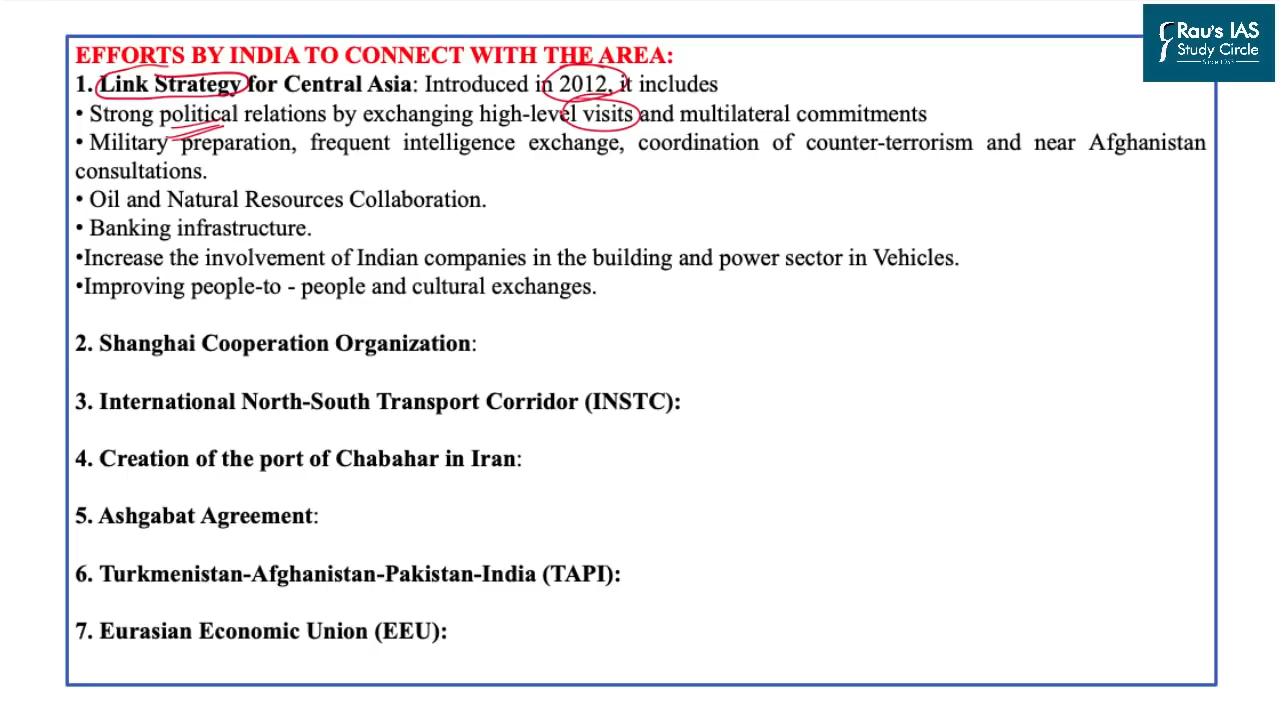 Rau's IAS
Study Circle
Since 1953
EFFORTS BY INDIA TO CONNECT WITH THE AREA:
1. Link Strategy for Central Asia: Introduced in 2012, it includes
• Strong political relations by exchanging high-level visits and multilateral commitments
• Military preparation, frequent intelligence exchange, coordination of counter-terrorism and near Afghanistan
consultations.
• Oil and Natural Resources Collaboration.
• Banking infrastructure.
•Increase the involvement of Indian companies in the building and power sector in Vehicles.
•Improving people-to - people and cultural exchanges.
2. Shanghai Cooperation Organization:
3. International North-South Transport Corridor (INSTC):
4. Creation of the port of Chabahar in Iran:
5. Ashgabat Agreement:
6. Turkmenistan-Afghanistan-Pakistan-India (TAPI):
7. Eurasian Economic Union (EEU):